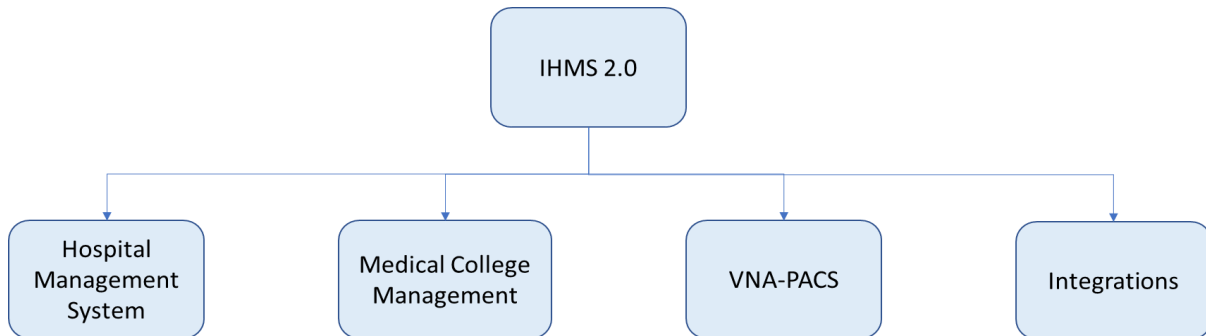 IHMS 2.0
Hospital
Management
System
Medical College
Management
VNA-PACS
Integrations